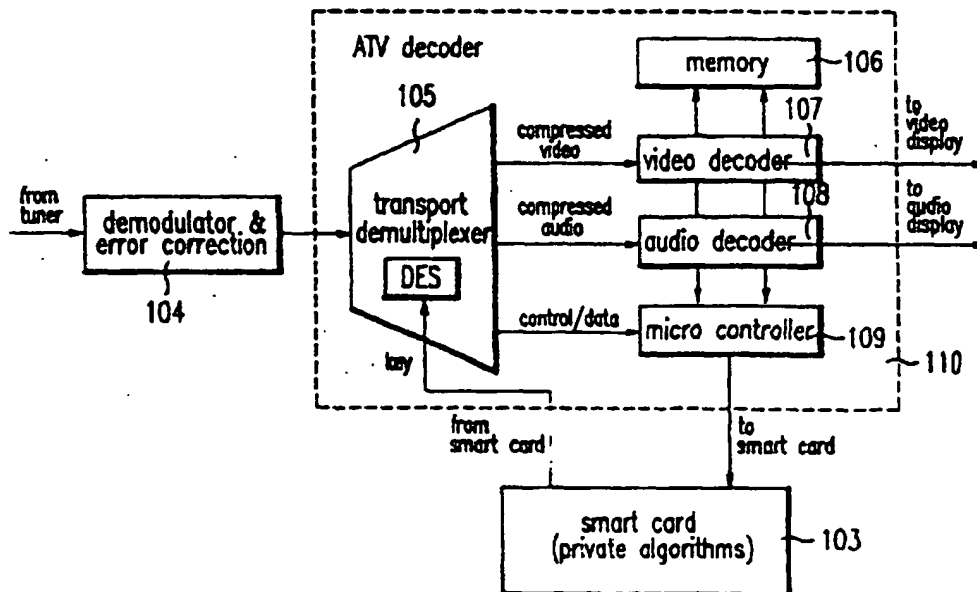 ATV decoder
memory
106
105
107
to
video
display
compressed
video
video decoder
from
tuner
demodulator &
error correction
104
transport
demultiplexer
compressed
audio
108
to
audio
display
audio decoder
DES
control/data
micro controller
109
key
110
from
smart card
to
smart card
smart card
(private algorithms)
103